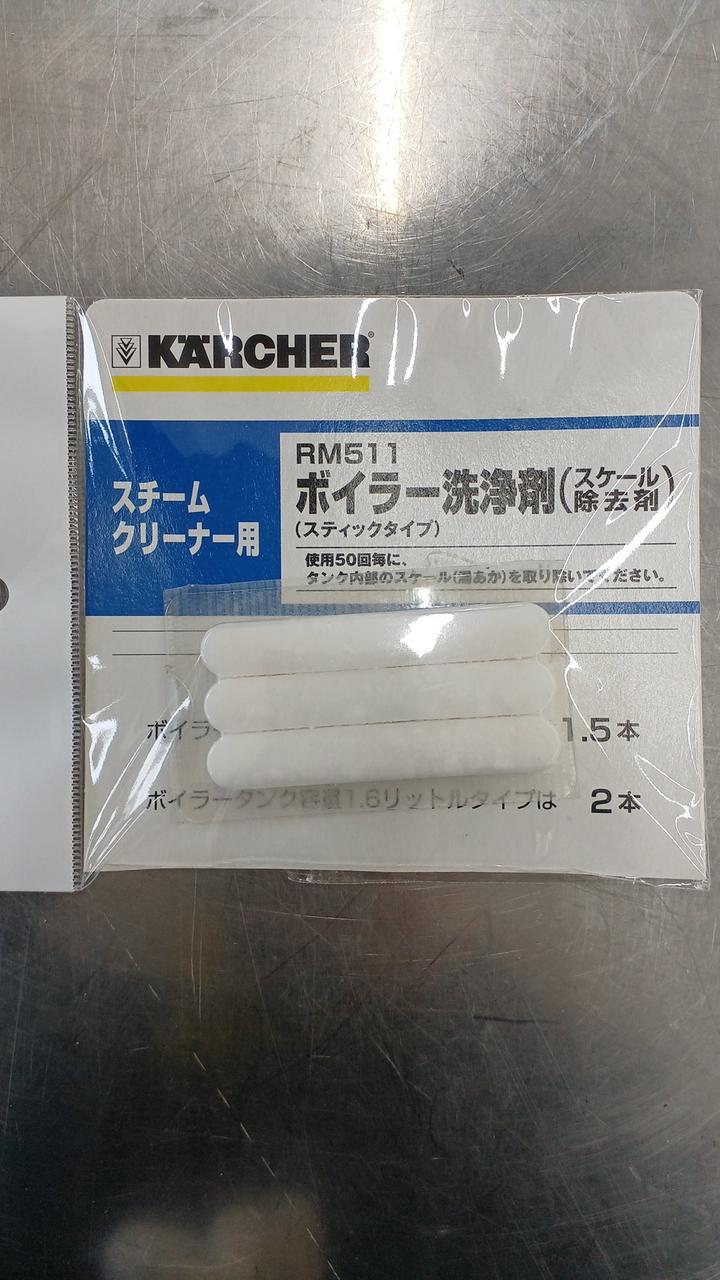 KÄRCHER®
スチーム
クリーナー用
RM511
ボイラー洗浄剤(スケール除去剤)
(スティックタイプ)
使用50回毎に、
タンク内部のスケール(湯あか)を取り除いてください。
ボイラ 1.5本
ボイラータンク容量1.6リットルタイプは 2本